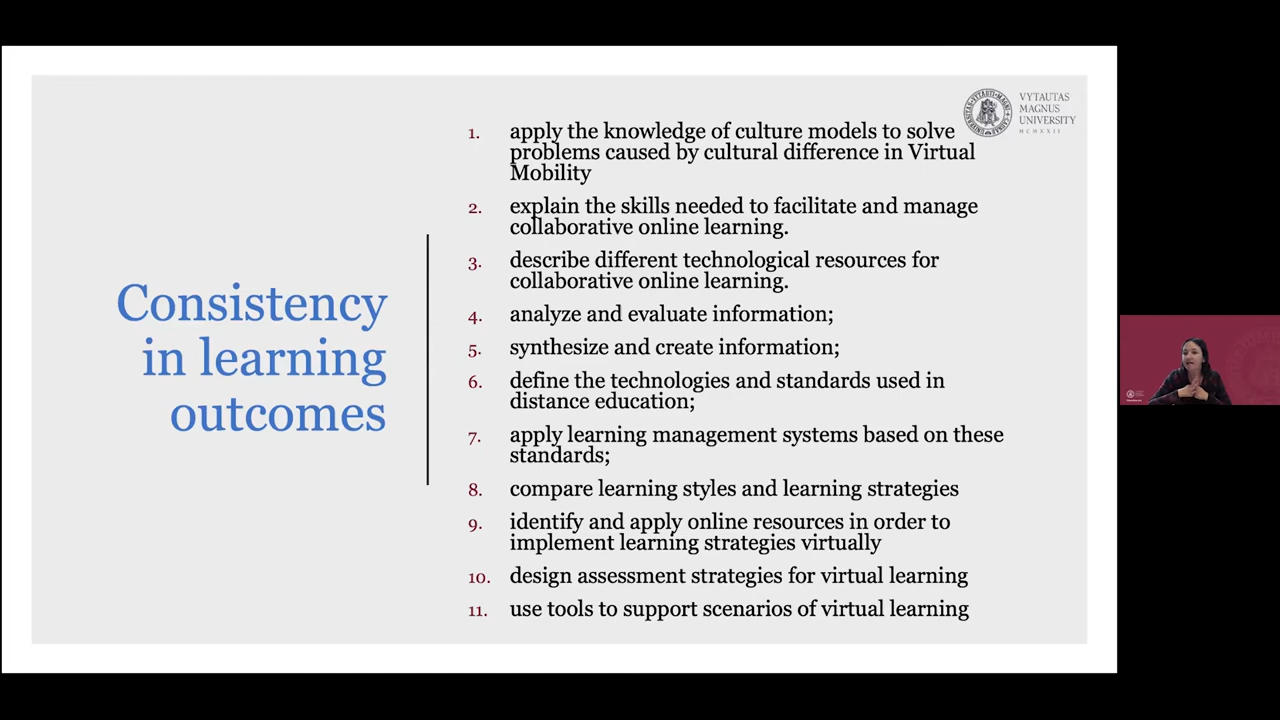 VYTAUTAS
MAGNUS
UNIVERSITY
MCMXXII
Consistency
in learning
outcomes
1. apply the knowledge of culture models to solve
problems caused by cultural difference in Virtual
Mobility
2. explain the skills needed to facilitate and manage
collaborative online learning.
3. describe different technological resources for
collaborative online learning.
4. analyze and evaluate information;
5. synthesize and create information;
6. define the technologies and standards used in
distance education;
7. apply learning management systems based on these
standards;
8. compare learning styles and learning strategies
9. identify and apply online resources in order to
implement learning strategies virtually
10. design assessment strategies for virtual learning
11. use tools to support scenarios of virtual learning